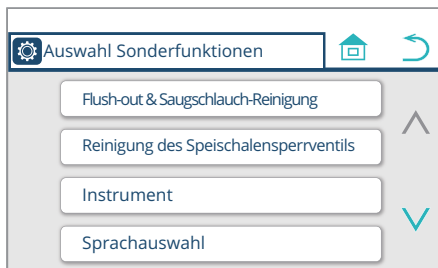 Auswahl Sonderfunktionen
Flush-out & Saugschlauch-Reinigung
Reinigung des Speischalensperrventils
Instrument
Sprachauswahl